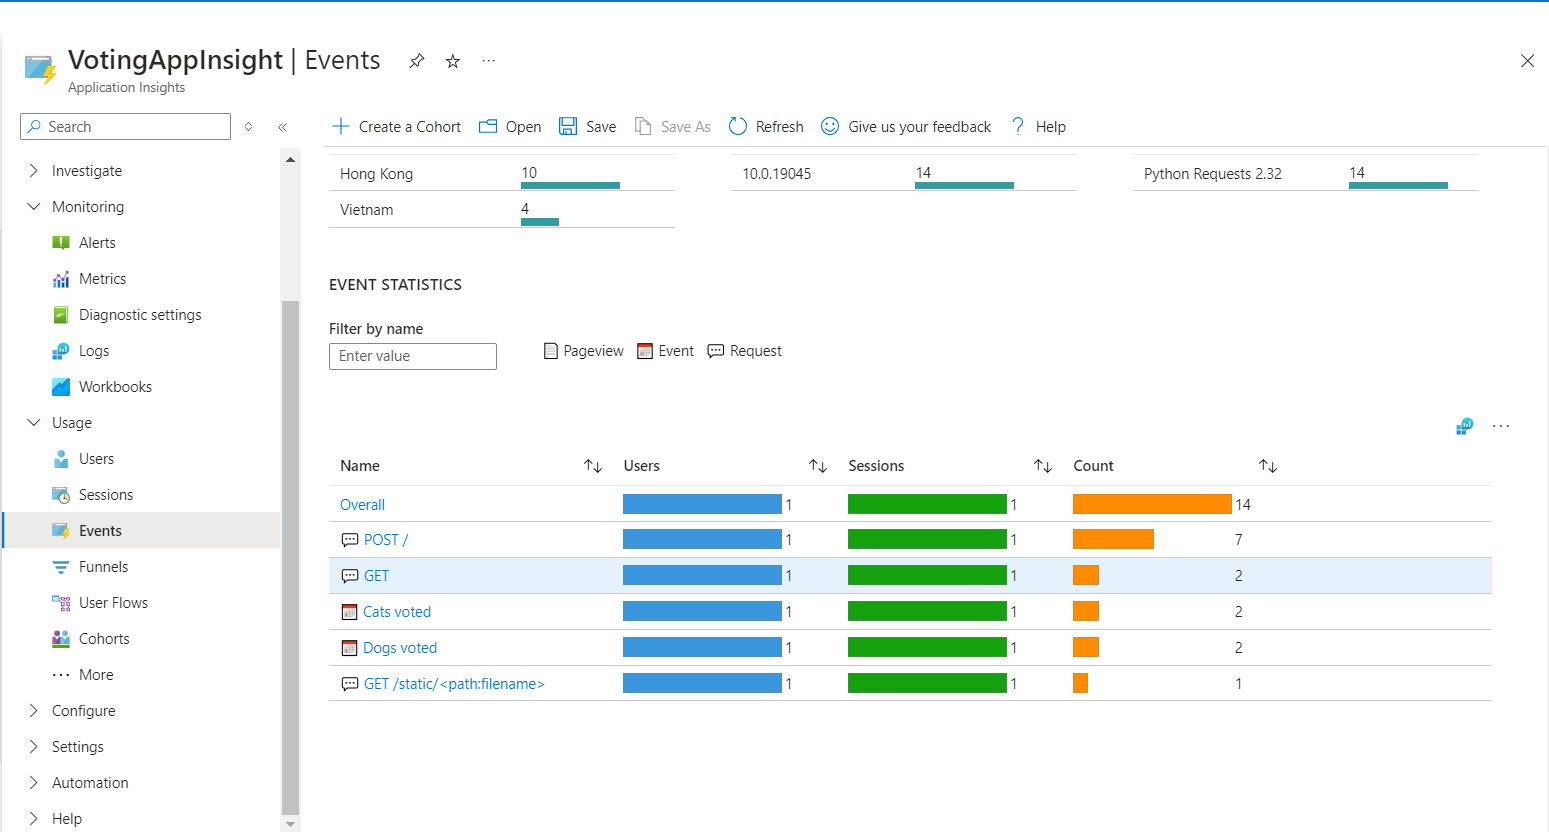 VotingAppInsight | Events
Application Insights
Search
Create a Cohort Open Save Save As Refresh Give us your feedback ? Help
Investigate
Monitoring
Alerts
Metrics
Diagnostic settings
Logs
Workbooks
Usage
Users
Sessions
Events
Funnels
User Flows
Cohorts
More
Configure
Settings
Automation
Help
Hong Kong 10
Vietnam 4
10.0.19045 14
Python Requests 2.32 14
EVENT STATISTICS
Filter by name
Enter value
Pageview Event Request
Name Users Sessions Count
Overall 1 1 14
POST / 1 1 7
GET 1 1 2
Cats voted 1 1 2
Dogs voted 1 1 2
GET /static/<path:filename> 1 1 1